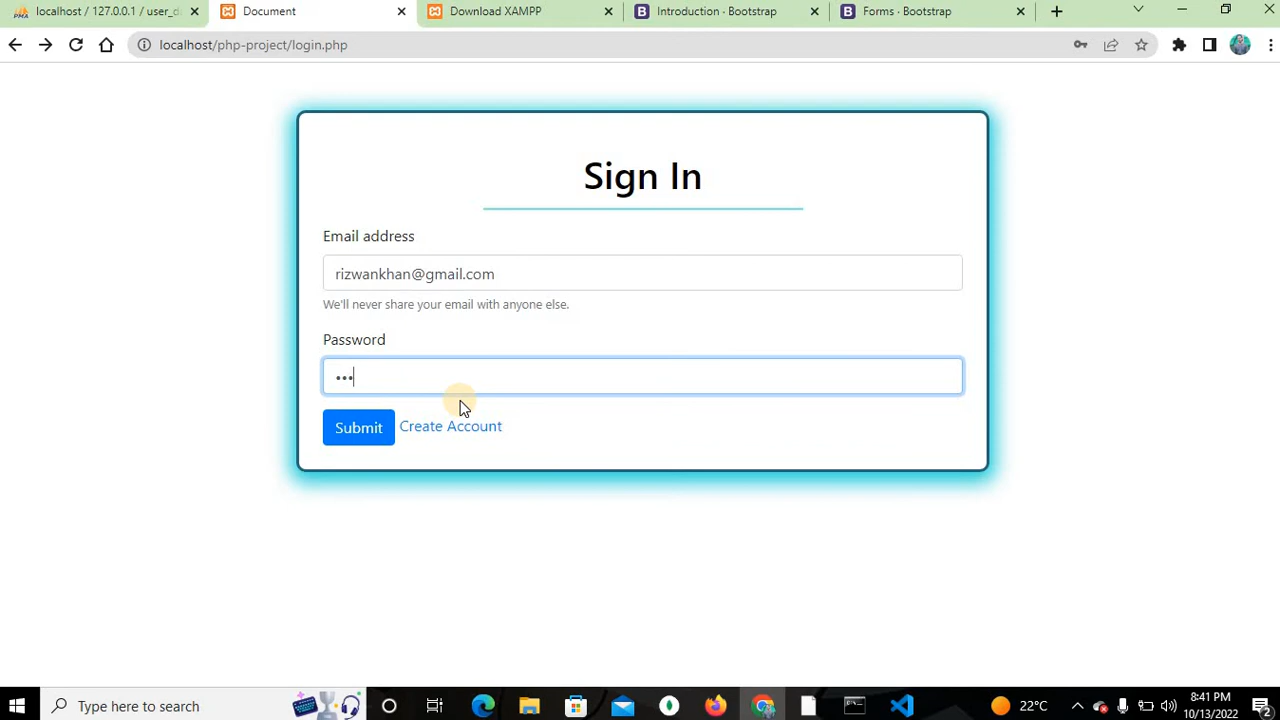 localhost / 127.0.0.1 / user_d
Document
Download XAMPP
Introduction · Bootstrap
Forms · Bootstrap
localhost/php-project/login.php
Sign In
Email address
rizwankhan@gmail.com
We'll never share your email with anyone else.
Password
•••
Submit Create Account
Type here to search
22°C
8:41 PM
10/13/2022
2